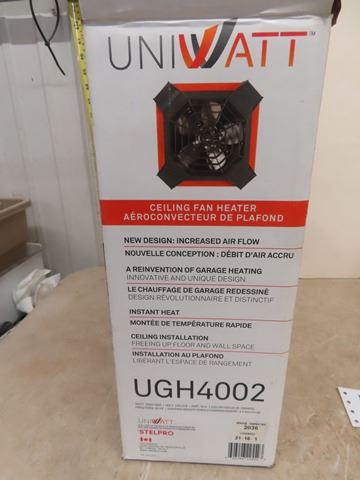 UNIWATT™
CEILING FAN HEATER
AÉROCONVECTEUR DE PLAFOND
NEW DESIGN: INCREASED AIR FLOW
NOUVELLE CONCEPTION : DÉBIT D'AIR ACCRU
A REINVENTION OF GARAGE HEATING
INNOVATIVE AND UNIQUE DESIGN
LE CHAUFFAGE DE GARAGE REDESSINÉ
DESIGN RÉVOLUTIONNAIRE ET DISTINCTIF
INSTANT HEAT
MONTÉE DE TEMPÉRATURE RAPIDE
CEILING INSTALLATION
FREEING UP FLOOR AND WALL SPACE
INSTALLATION AU PLAFOND
LIBÉRANT L'ESPACE DE RANGEMENT
UGH4002
UNIWATT
STELPRO